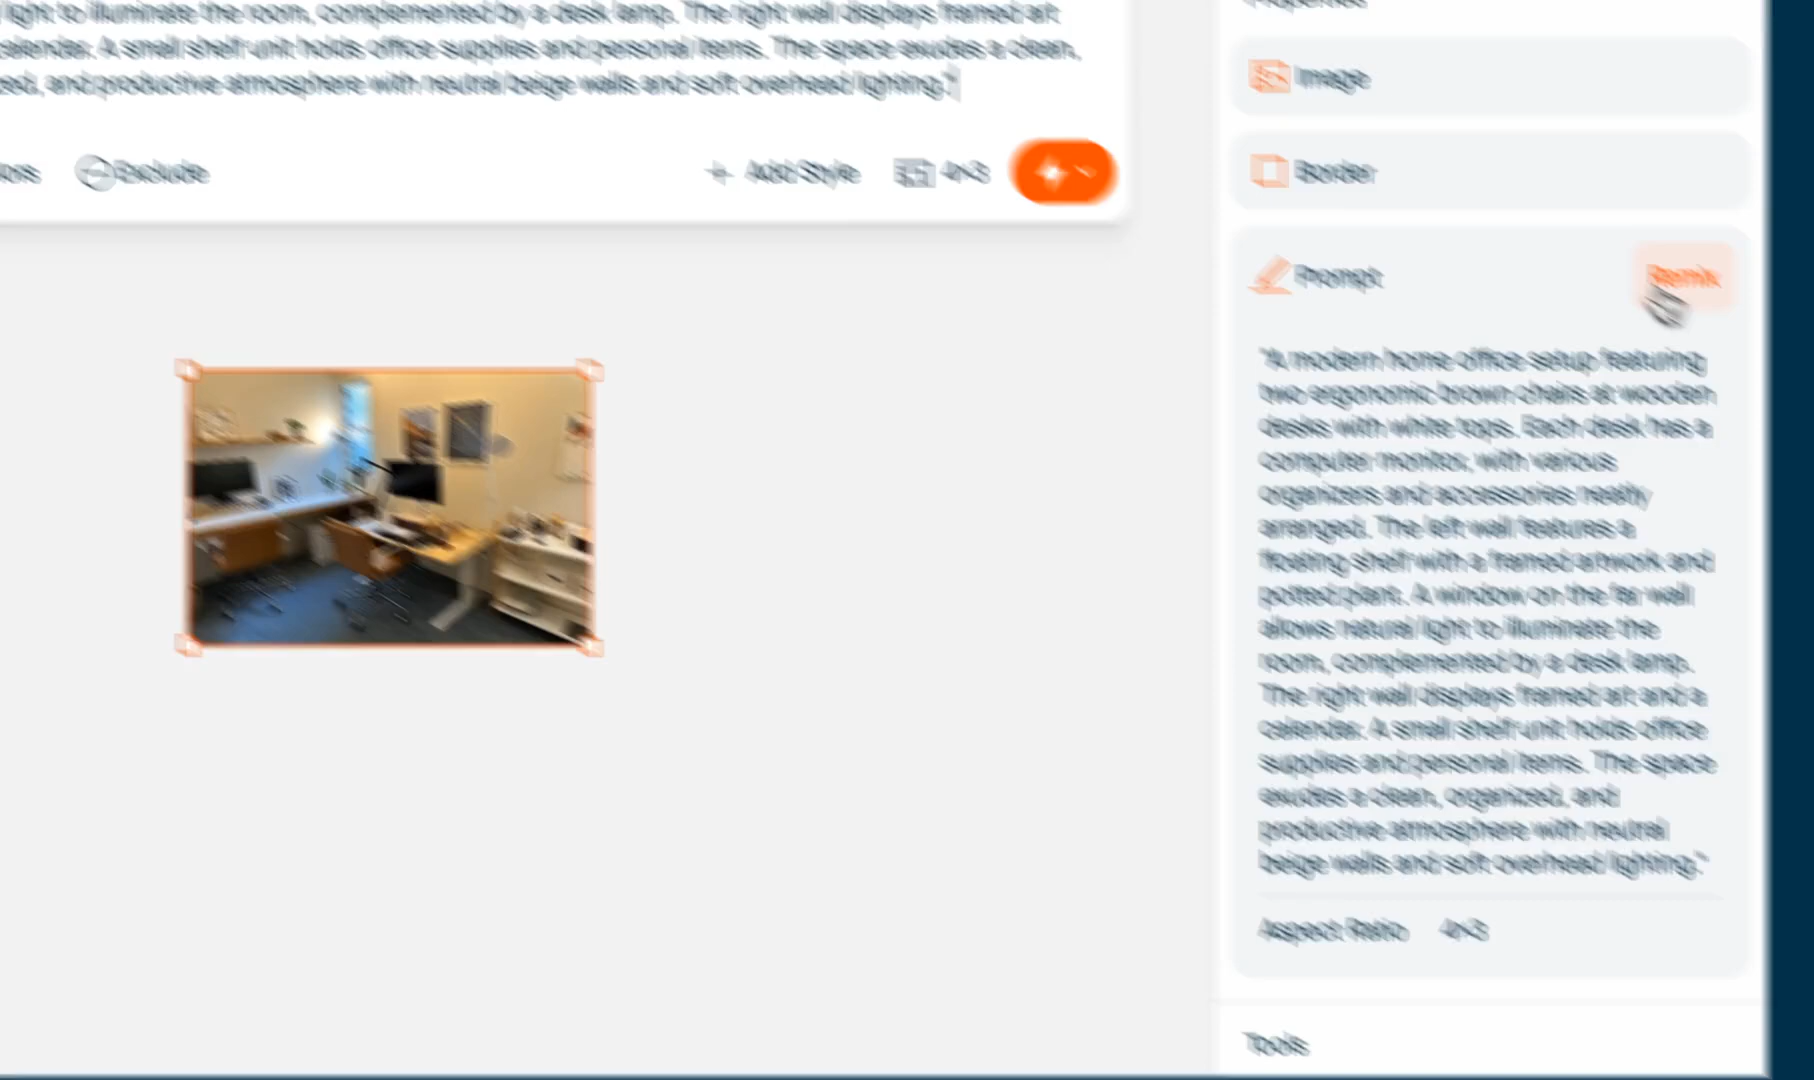 light to illuminate the room, complemented by a desk lamp. The right wall displays framed art
calendar. A small shelf unit holds office supplies and personal items. The space exudes a clean,
and productive atmosphere with neutral beige walls and soft overhead lighting."
Exclude
+ Add Style
4×3
Properties
Image
Border
Prompt
Remix
"A modern home office setup featuring
two ergonomic brown chairs at wooden
desks with white tops. Each desk has a
computer monitor, with various
organizers and accessories neatly
arranged. The left wall features a
floating shelf with a framed artwork and
potted plant. A window on the far wall
allows natural light to illuminate the
room, complemented by a desk lamp.
The right wall displays framed art and a
calendar. A small shelf unit holds office
supplies and personal items. The space
exudes a clean, organized, and
productive atmosphere with neutral
beige walls and soft overhead lighting."
Aspect Ratio 4×3
Tools